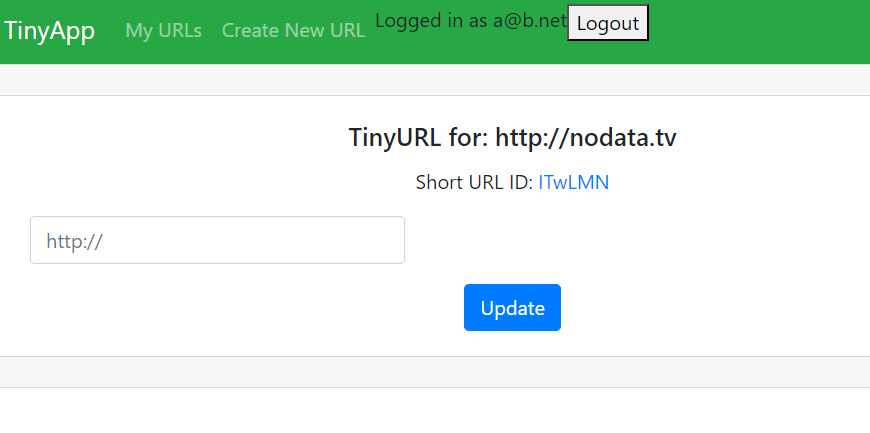 TinyApp My URLs Create New URL Logged in as a@b.net Logout
TinyURL for: http://nodata.tv
Short URL ID: ITwLMN
http://
Update